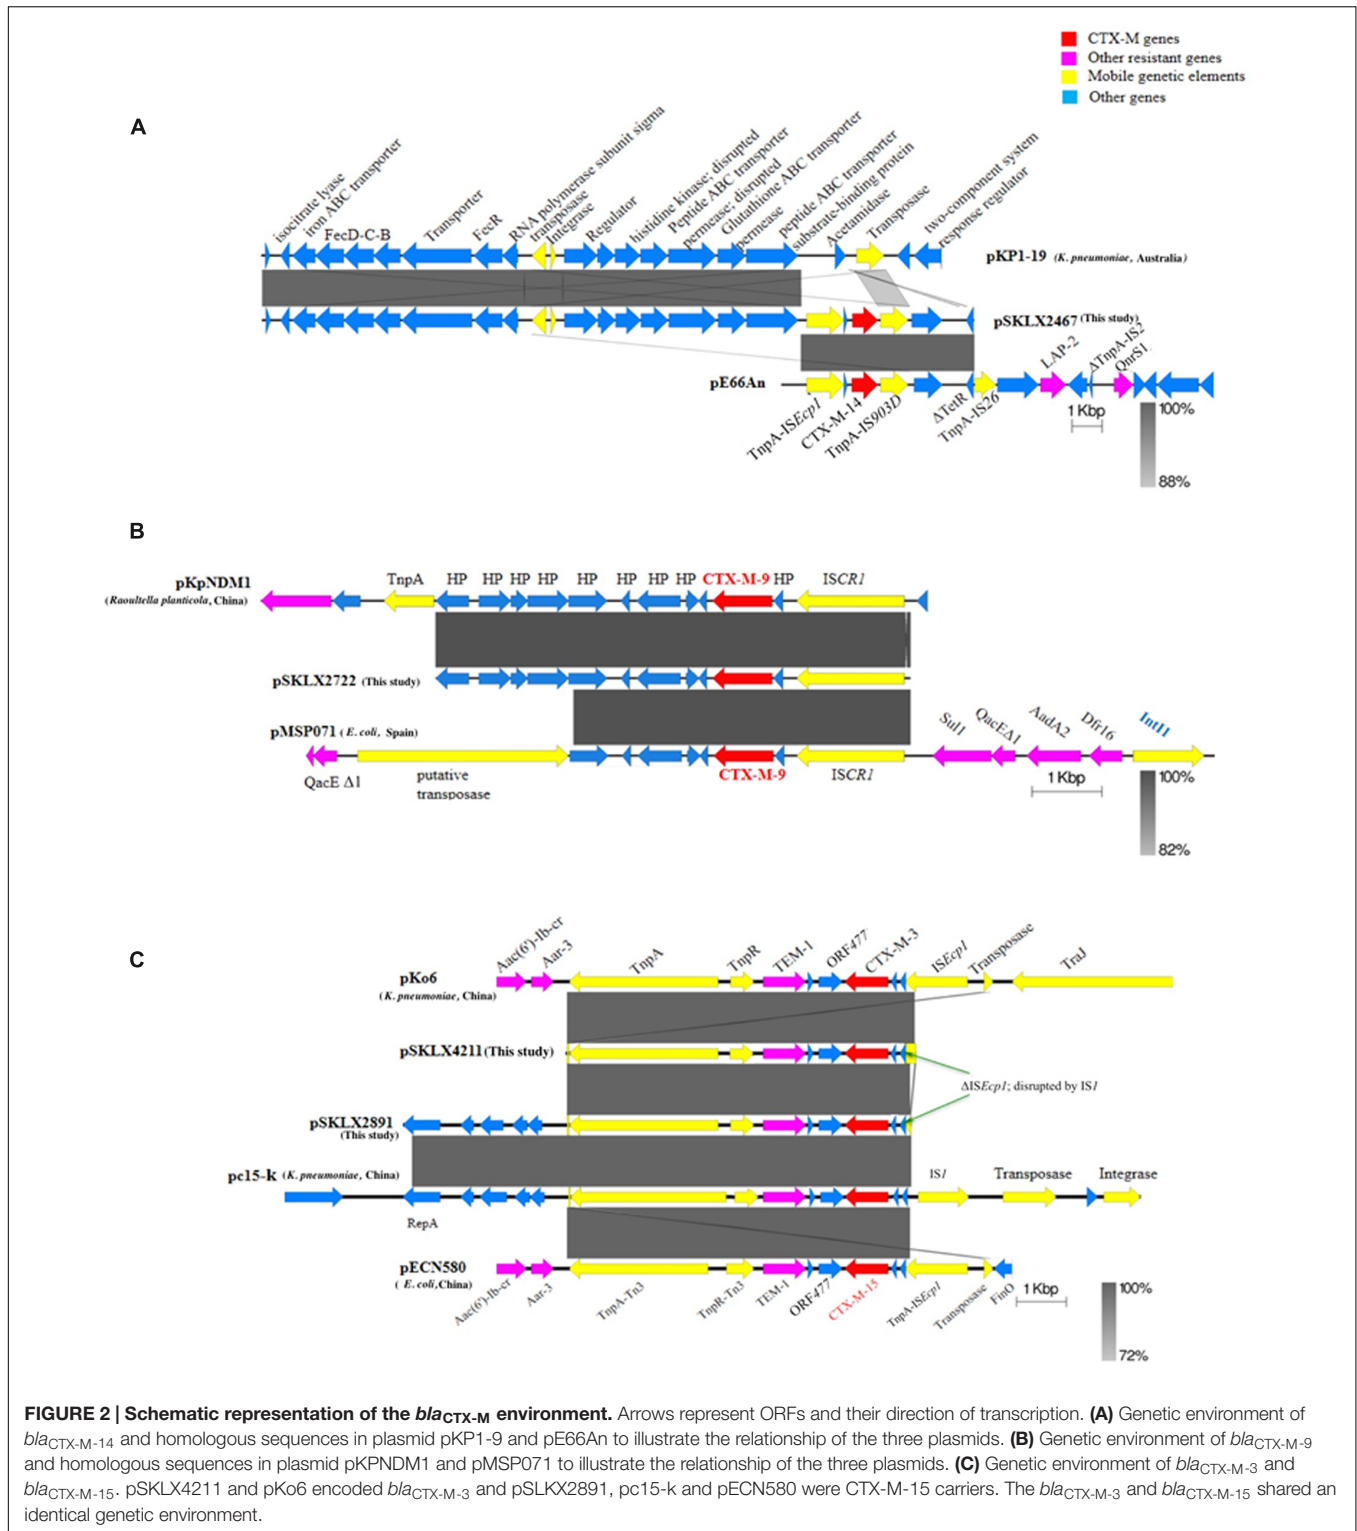 CTX-M genes
Other resistant genes
Mobile genetic elements
Other genes
A
isocitrate lyase
iron ABC transporter
FecD-C-B
Transporter
FecR
RNA polymerase subunit sigma
transposase
Integrase
Regulator
histidine kinase; disrupted
Peptide ABC transporter
permease; disrupted
Glutathione ABC transporter
permease
peptide ABC transporter
substrate-binding protein
Acetamidase
Transposase
two-component system
response regulator
pKP1-19 (K. pneumoniae, Australia)
pSKLX2467 (This study)
pE66An
LAP-2
ΔTnpA-IS2
QnrS1
TnpA-ISEcp1
CTX-M-14
TnpA-IS903D
ΔTetR
TnpA-IS26
1 Kbp
100%
88%
B
pKpNDM1
(Raoultella planticola, China)
TnpA HP HP HP HP HP HP HP HP CTX-M-9 HP ISCR1
pSKLX2722 (This study)
pMSP071 ( E. coli, Spain)
QacE Δ1
putative
transposase
CTX-M-9
ISCR1
Sul1
QacEΔ1
AadA2
Dfr16
IntI1
1 Kbp
100%
82%
C
Aac(6')-Ib-cr
Aar-3
TnpA
TnpR
TEM-1
ORF477
CTX-M-3
ISEcp1
Transposase
TraJ
pKo6
(K. pneumoniae, China)
pSKLX4211 (This study)
ΔISEcp1; disrupted by IS1
pSKLX2891
(This study)
pc15-k (K. pneumoniae, China)
IS1 Transposase Integrase
RepA
pECN580
( E. coli,China)
Aac(6')-Ib-cr
Aar-3
TnpA-Tn3
TnpR-Tn3
TEM-1
ORF477
CTX-M-15
TnpA-ISEcp1
Transposase
FinO
1 Kbp
100%
72%
FIGURE 2 | Schematic representation of the blaCTX-M environment. Arrows represent ORFs and their direction of transcription. (A) Genetic environment of
blaCTX-M-14 and homologous sequences in plasmid pKP1-9 and pE66An to illustrate the relationship of the three plasmids. (B) Genetic environment of blaCTX-M-9
and homologous sequences in plasmid pKPNDM1 and pMSP071 to illustrate the relationship of the three plasmids. (C) Genetic environment of blaCTX-M-3 and
blaCTX-M-15. pSKLX4211 and pKo6 encoded blaCTX-M-3 and pSLKX2891, pc15-k and pECN580 were CTX-M-15 carriers. The blaCTX-M-3 and blaCTX-M-15 shared an
identical genetic environment.